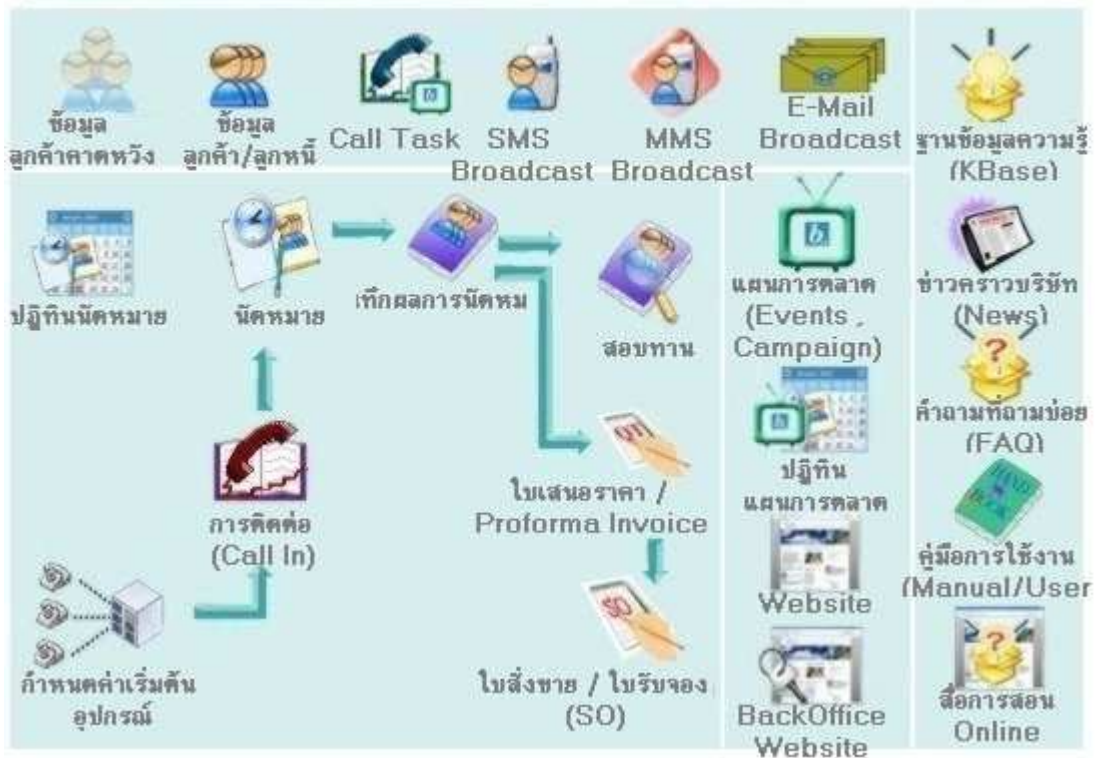 ข้อมูล
ลูกค้าคาดหวัง
ข้อมูล
ลูกค้า/ลูกหนี้
Call Task
SMS
Broadcast
MMS
Broadcast
E-Mail
Broadcast
ฐานข้อมูลความรู้
(KBase)
ปฏิทินนัดหมาย
นัดหมาย
ทึกผลการนัดหม
สอบทาน
แผนการตลาด
(Events ,
Campaign)
ข่าวคราวบริษัท
(News)
การติดต่อ
(Call In)
QT
ใบเสนอราคา /
Proforma Invoice
ปฏิทิน
แผนการตลาด
คำถามที่ถามบ่อย
(FAQ)
HAND
BOOK
คู่มือการใช้งาน
(Manual/User
กำหนดค่าเริ่มต้น
อุปกรณ์
SO
ใบสั่งขาย / ใบรับจอง
(SO)
Website
BackOffice
Website
สื่อการสอน
Online